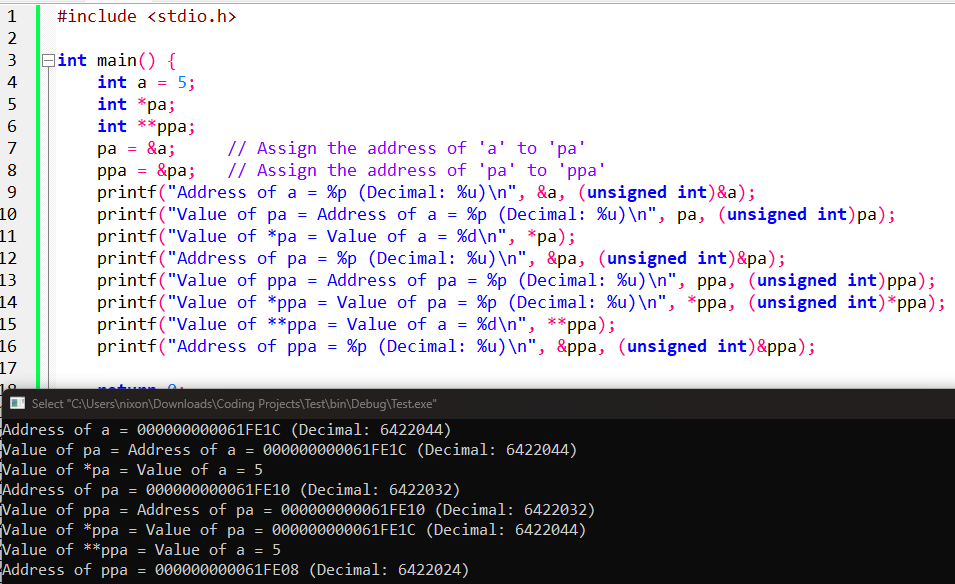 1 #include <stdio.h>
2
3 int main() {
4 int a = 5;
5 int *pa;
6 int **ppa;
7 pa = &a; // Assign the address of 'a' to 'pa'
8 ppa = &pa; // Assign the address of 'pa' to 'ppa'
9 printf("Address of a = %p (Decimal: %u)\n", &a, (unsigned int)&a);
10 printf("Value of pa = Address of a = %p (Decimal: %u)\n", pa, (unsigned int)pa);
11 printf("Value of *pa = Value of a = %d\n", *pa);
12 printf("Address of pa = %p (Decimal: %u)\n", &pa, (unsigned int)&pa);
13 printf("Value of ppa = Address of pa = %p (Decimal: %u)\n", ppa, (unsigned int)ppa);
14 printf("Value of *ppa = Value of pa = %p (Decimal: %u)\n", *ppa, (unsigned int)*ppa);
15 printf("Value of **ppa = Value of a = %d\n", **ppa);
16 printf("Address of ppa = %p (Decimal: %u)\n", &ppa, (unsigned int)&ppa);
17
18 return 0;
Select "C:\Users\nixon\Downloads\Coding Projects\Test\bin\Debug\Test.exe"
Address of a = 000000000061FE1C (Decimal: 6422044)
Value of pa = Address of a = 000000000061FE1C (Decimal: 6422044)
Value of *pa = Value of a = 5
Address of pa = 000000000061FE10 (Decimal: 6422032)
Value of ppa = Address of pa = 000000000061FE10 (Decimal: 6422032)
Value of *ppa = Value of pa = 000000000061FE1C (Decimal: 6422044)
Value of **ppa = Value of a = 5
Address of ppa = 000000000061FE08 (Decimal: 6422024)